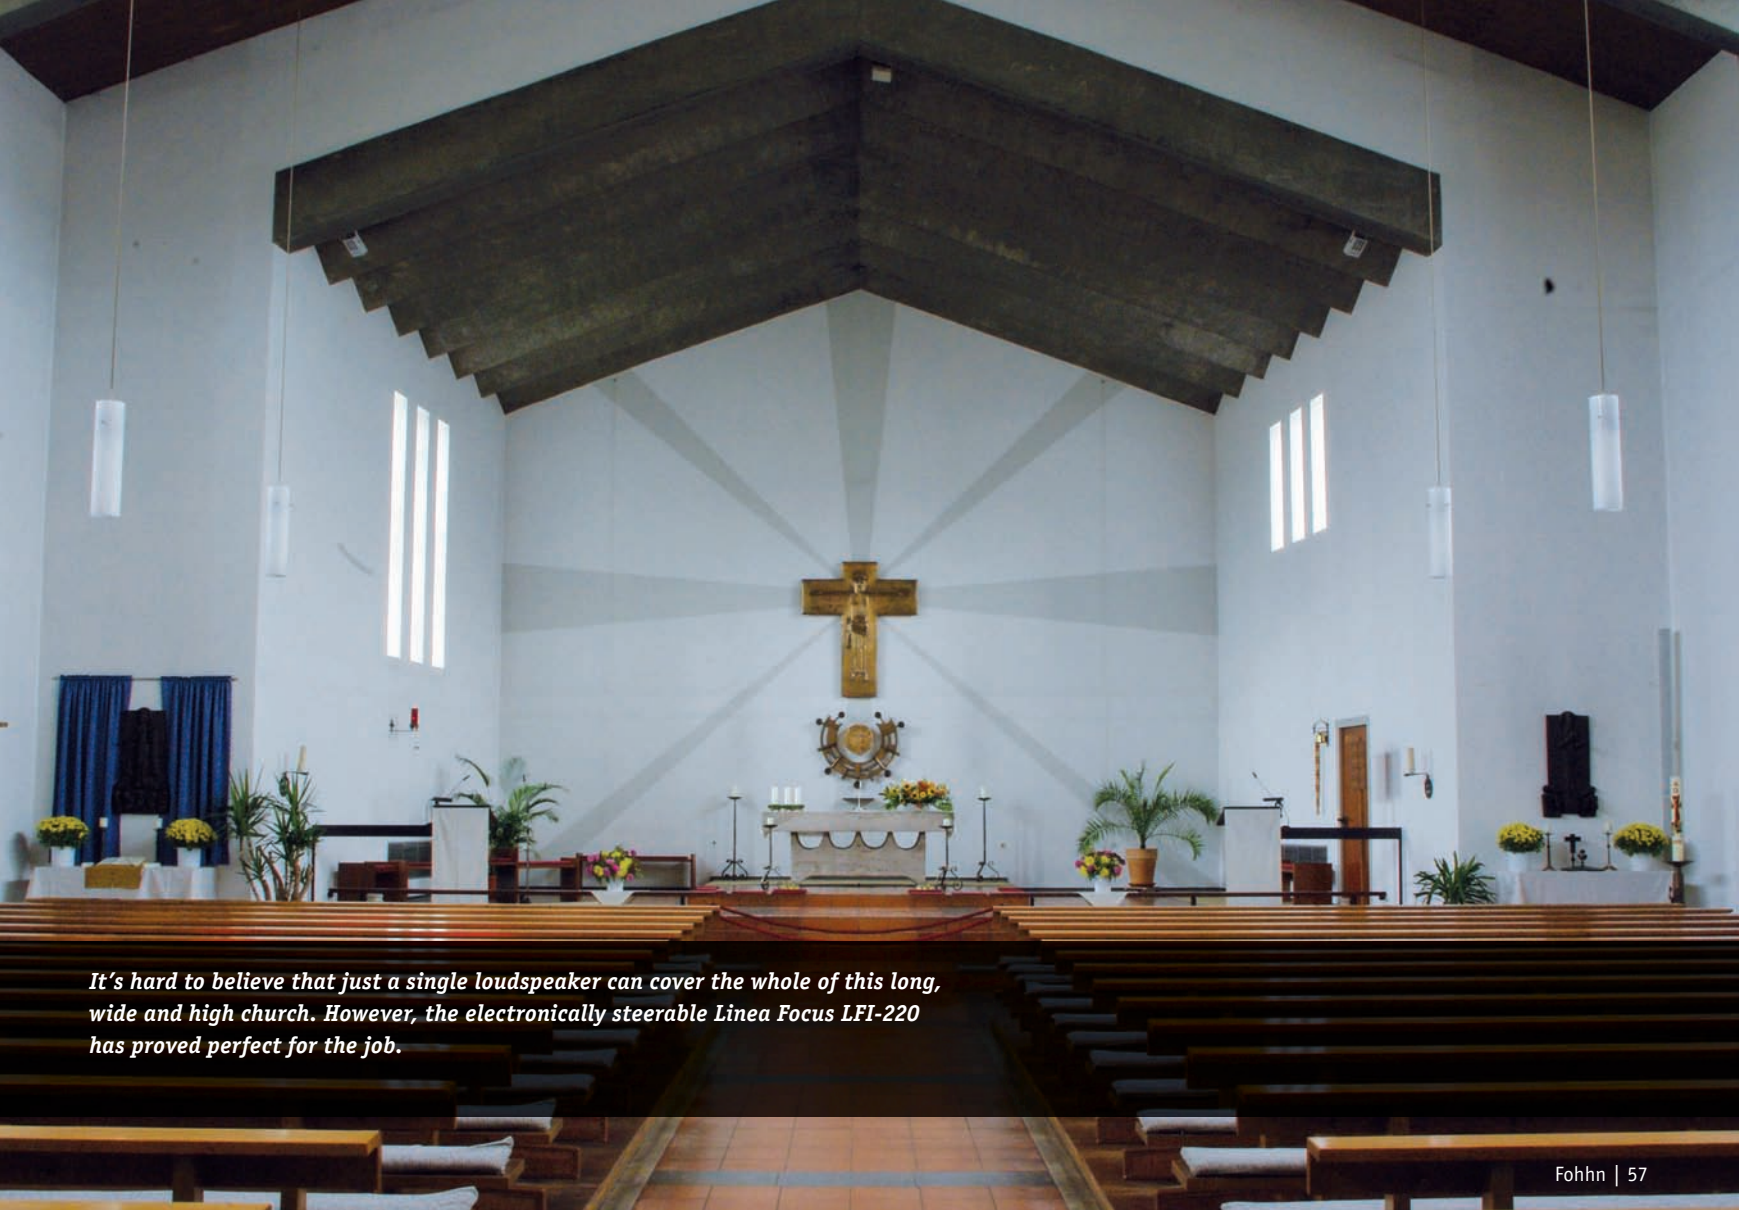 It’s hard to believe that just a single loudspeaker can cover the whole of this long,
wide and high church. However, the electronically steerable Linea Focus LFI-220
has proved perfect for the job.
Fohhn | 57